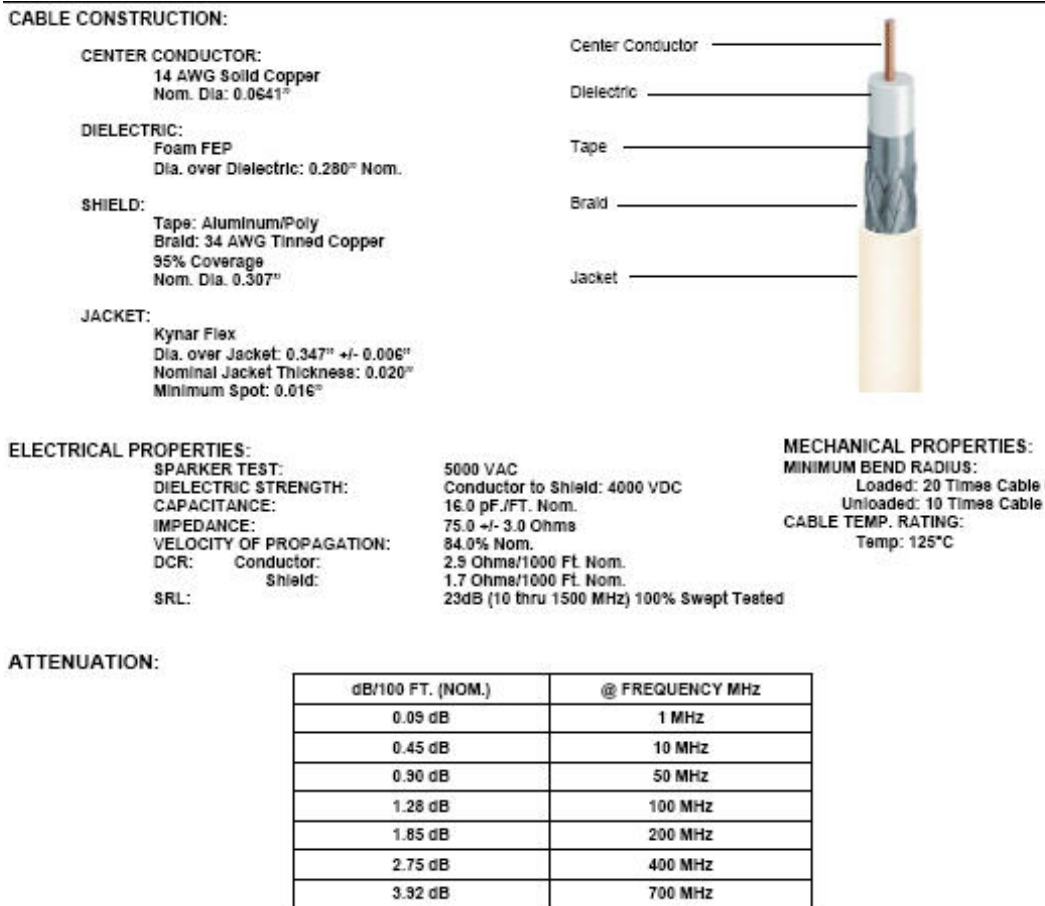 CABLE CONSTRUCTION:
CENTER CONDUCTOR:
14 AWG Solid Copper
Nom. Dia: 0.0641"
DIELECTRIC:
Foam FEP
Dia. over Dielectric: 0.280" Nom.
SHIELD:
Tape: Aluminum/Poly
Braid: 34 AWG Tinned Copper
95% Coverage
Nom. Dia. 0.307"
JACKET:
Kynar Flex
Dia. over Jacket: 0.347" +/- 0.006"
Nominal Jacket Thickness: 0.020"
Minimum Spot: 0.016"
Center Conductor
Dielectric
Tape
Braid
Jacket
ELECTRICAL PROPERTIES:
SPARKER TEST: 5000 VAC
DIELECTRIC STRENGTH: Conductor to Shield: 4000 VDC
CAPACITANCE: 16.0 pF./FT. Nom.
IMPEDANCE: 75.0 +/- 3.0 Ohms
VELOCITY OF PROPAGATION: 84.0% Nom.
DCR: Conductor: 2.9 Ohms/1000 Ft. Nom.
Shield: 1.7 Ohms/1000 Ft. Nom.
SRL: 23dB (10 thru 1500 MHz) 100% Swept Tested
MECHANICAL PROPERTIES:
MINIMUM BEND RADIUS:
Loaded: 20 Times Cable
Unloaded: 10 Times Cable
CABLE TEMP. RATING:
Temp: 125°C
ATTENUATION:
dB/100 FT. (NOM.) @ FREQUENCY MHz
0.09 dB 1 MHz
0.45 dB 10 MHz
0.90 dB 50 MHz
1.28 dB 100 MHz
1.85 dB 200 MHz
2.75 dB 400 MHz
3.92 dB 700 MHz